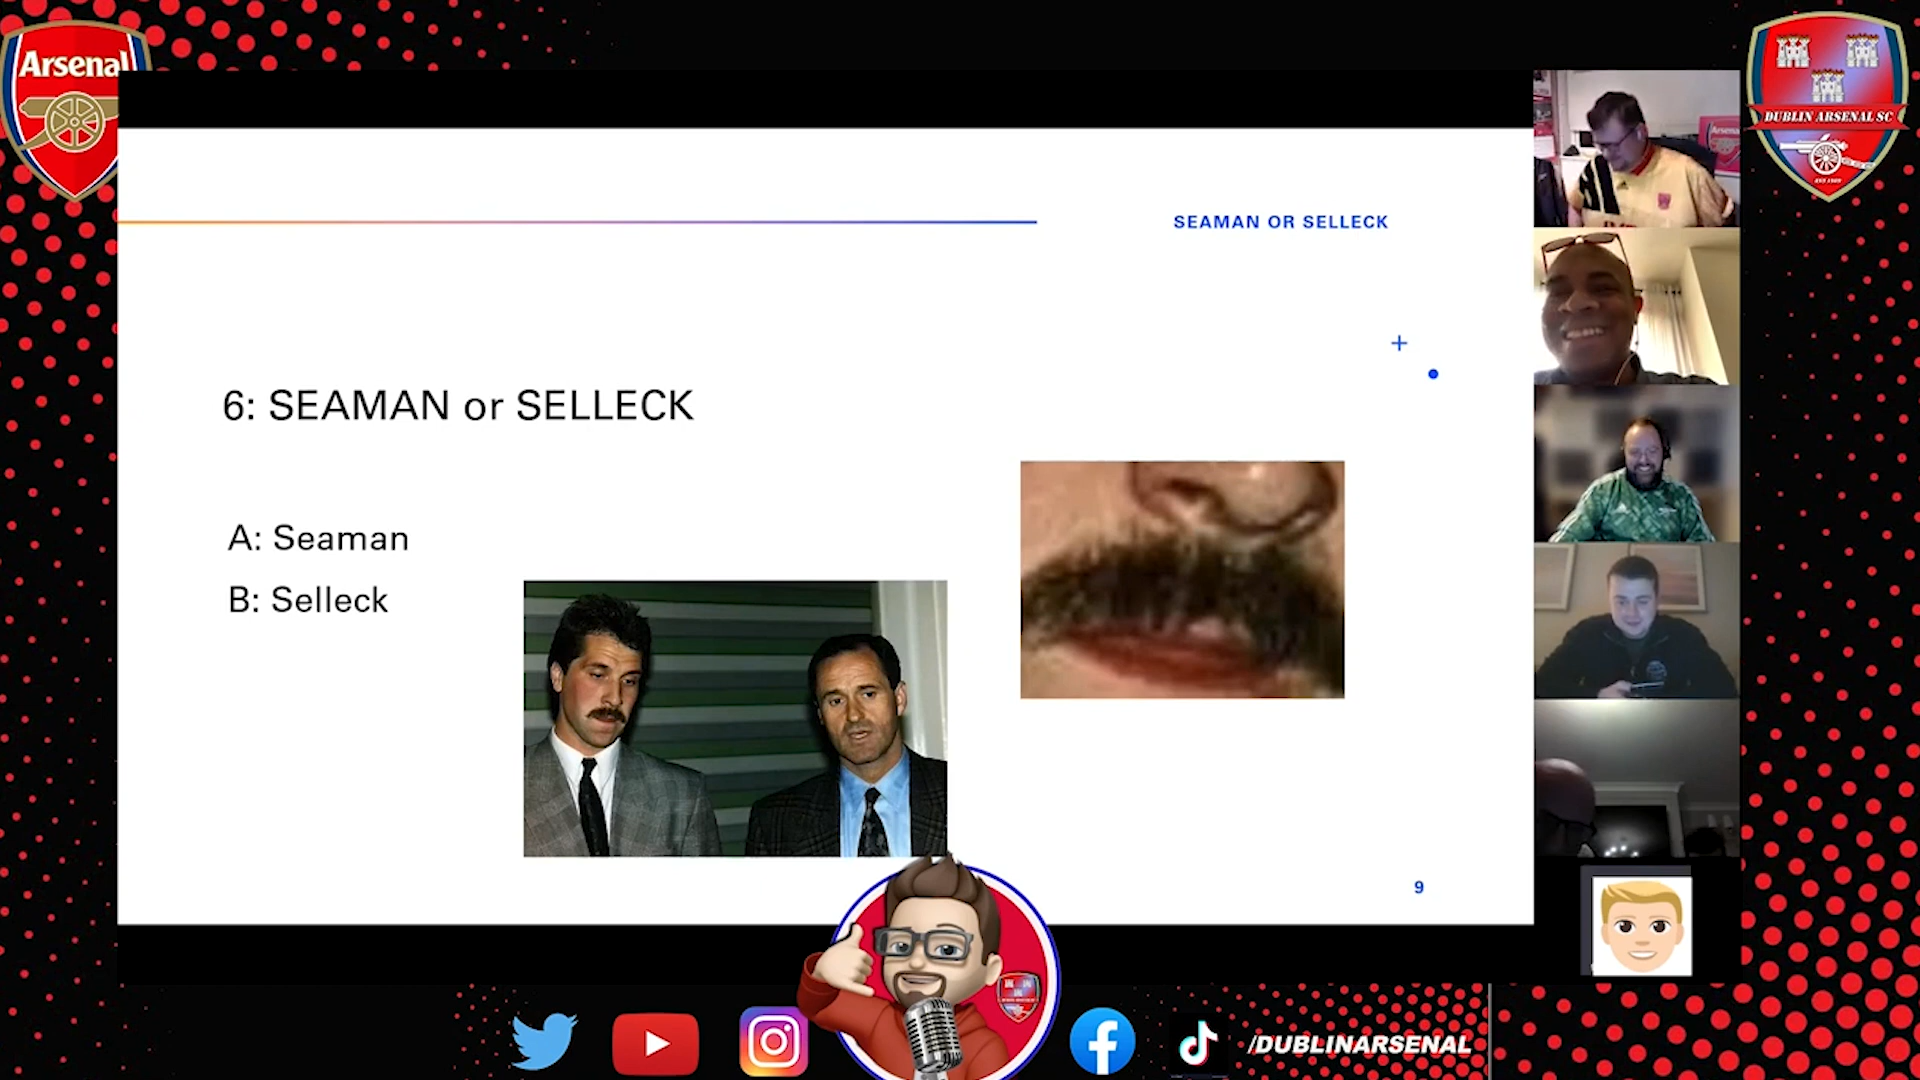 Arsenal
DUBLIN ARSENAL SC
SEAMAN OR SELLECK
6: SEAMAN or SELLECK
A: Seaman
B: Selleck
9
/DUBLINARSENAL